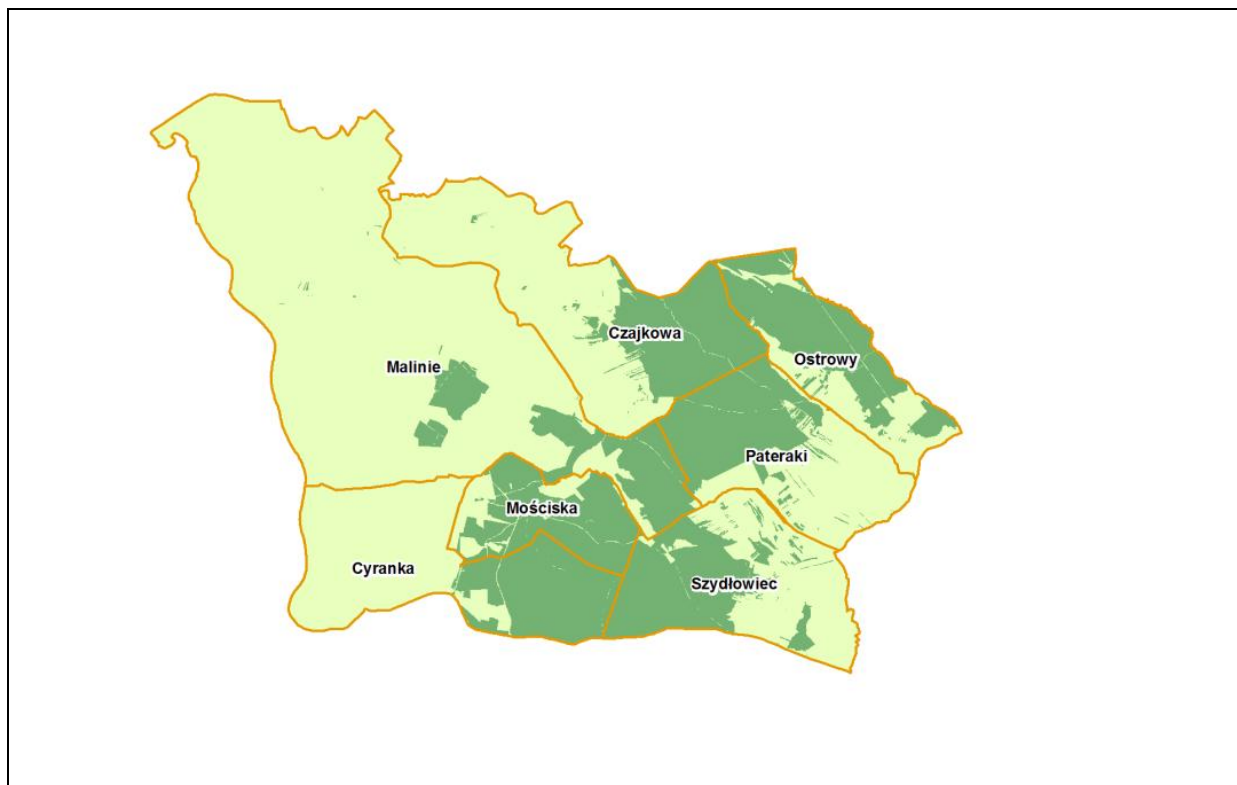 Czajkowa
Ostrowy
Malinie
Pateraki
Mościska
Cyranka
Szydłowiec